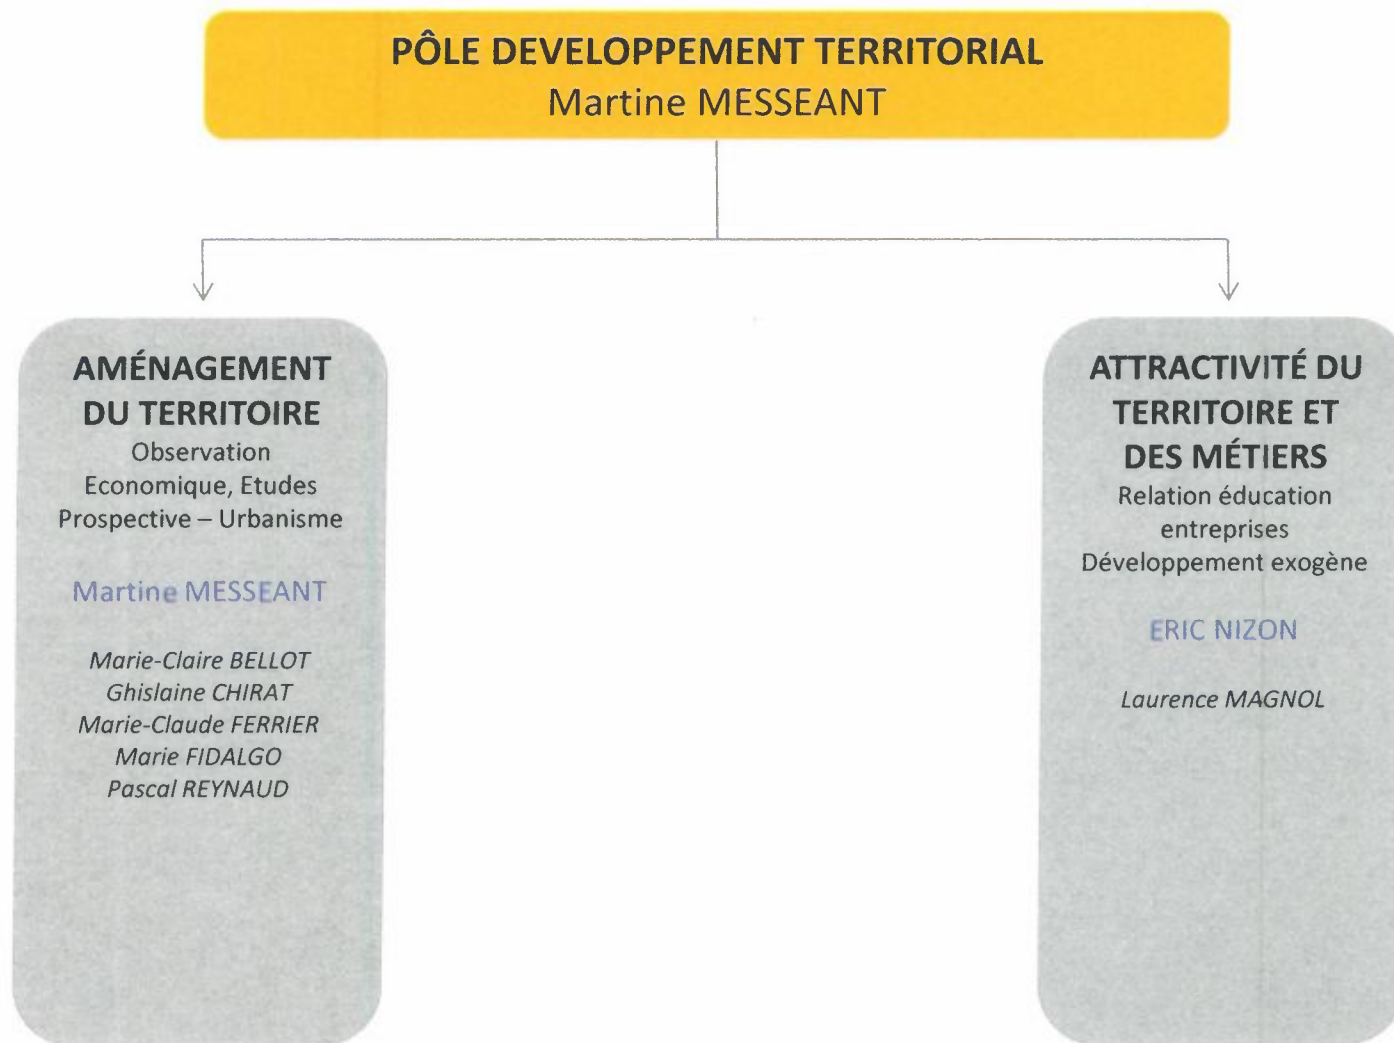 PÔLE DEVELOPPEMENT TERRITORIAL
Martine MESSEANT
AMÉNAGEMENT
DU TERRITOIRE
Observation
Economique, Etudes
Prospective – Urbanisme
Martine MESSEANT
Marie-Claire BELLOT
Ghislaine CHIRAT
Marie-Claude FERRIER
Marie FIDALGO
Pascal REYNAUD
ATTRACTIVITÉ DU
TERRITOIRE ET
DES MÉTIERS
Relation éducation
entreprises
Développement exogène
ERIC NIZON
Laurence MAGNOL